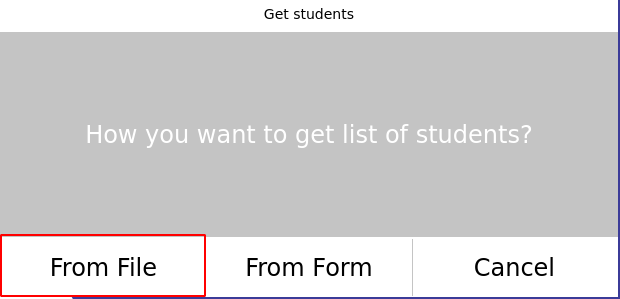 Get students
How you want to get list of students?
From File
From Form
Cancel